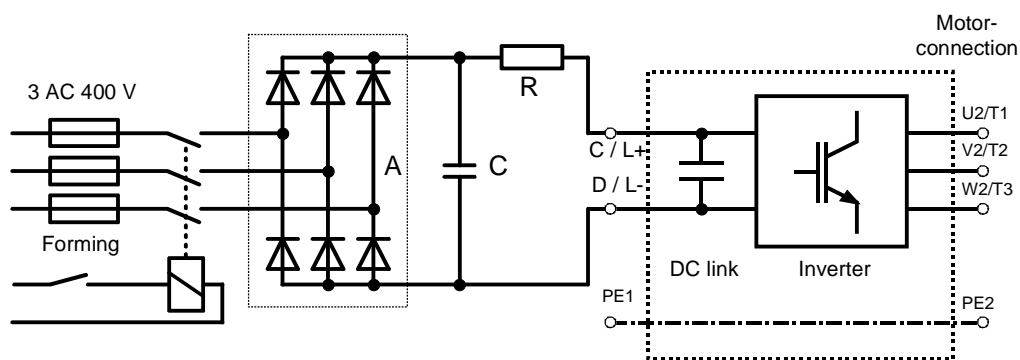 Motor-
connection
3 AC 400 V
R
U2/T1
C / L+
V2/T2
A
C
D / L-
W2/T3
Forming
DC link
Inverter
PE1
PE2